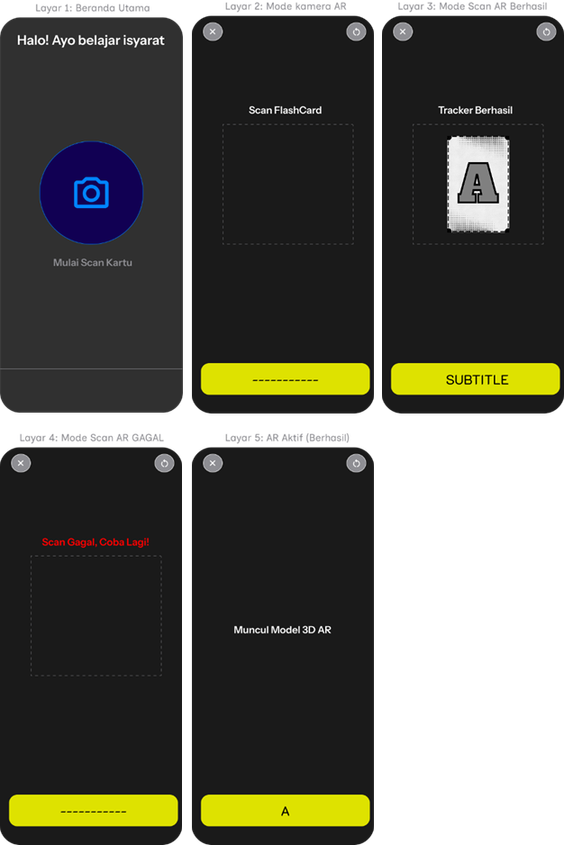 Layar 1: Beranda Utama
Halo! Ayo belajar isyarat
Mulai Scan Kartu
Layar 2: Mode kamera AR
Scan FlashCard
-----------
Layar 3: Mode Scan AR Berhasil
Tracker Berhasil
A
SUBTITLE
Layar 4: Mode Scan AR GAGAL
Scan Gagal, Coba Lagi!
-----------
Layar 5: AR Aktif (Berhasil)
Muncul Model 3D AR
A